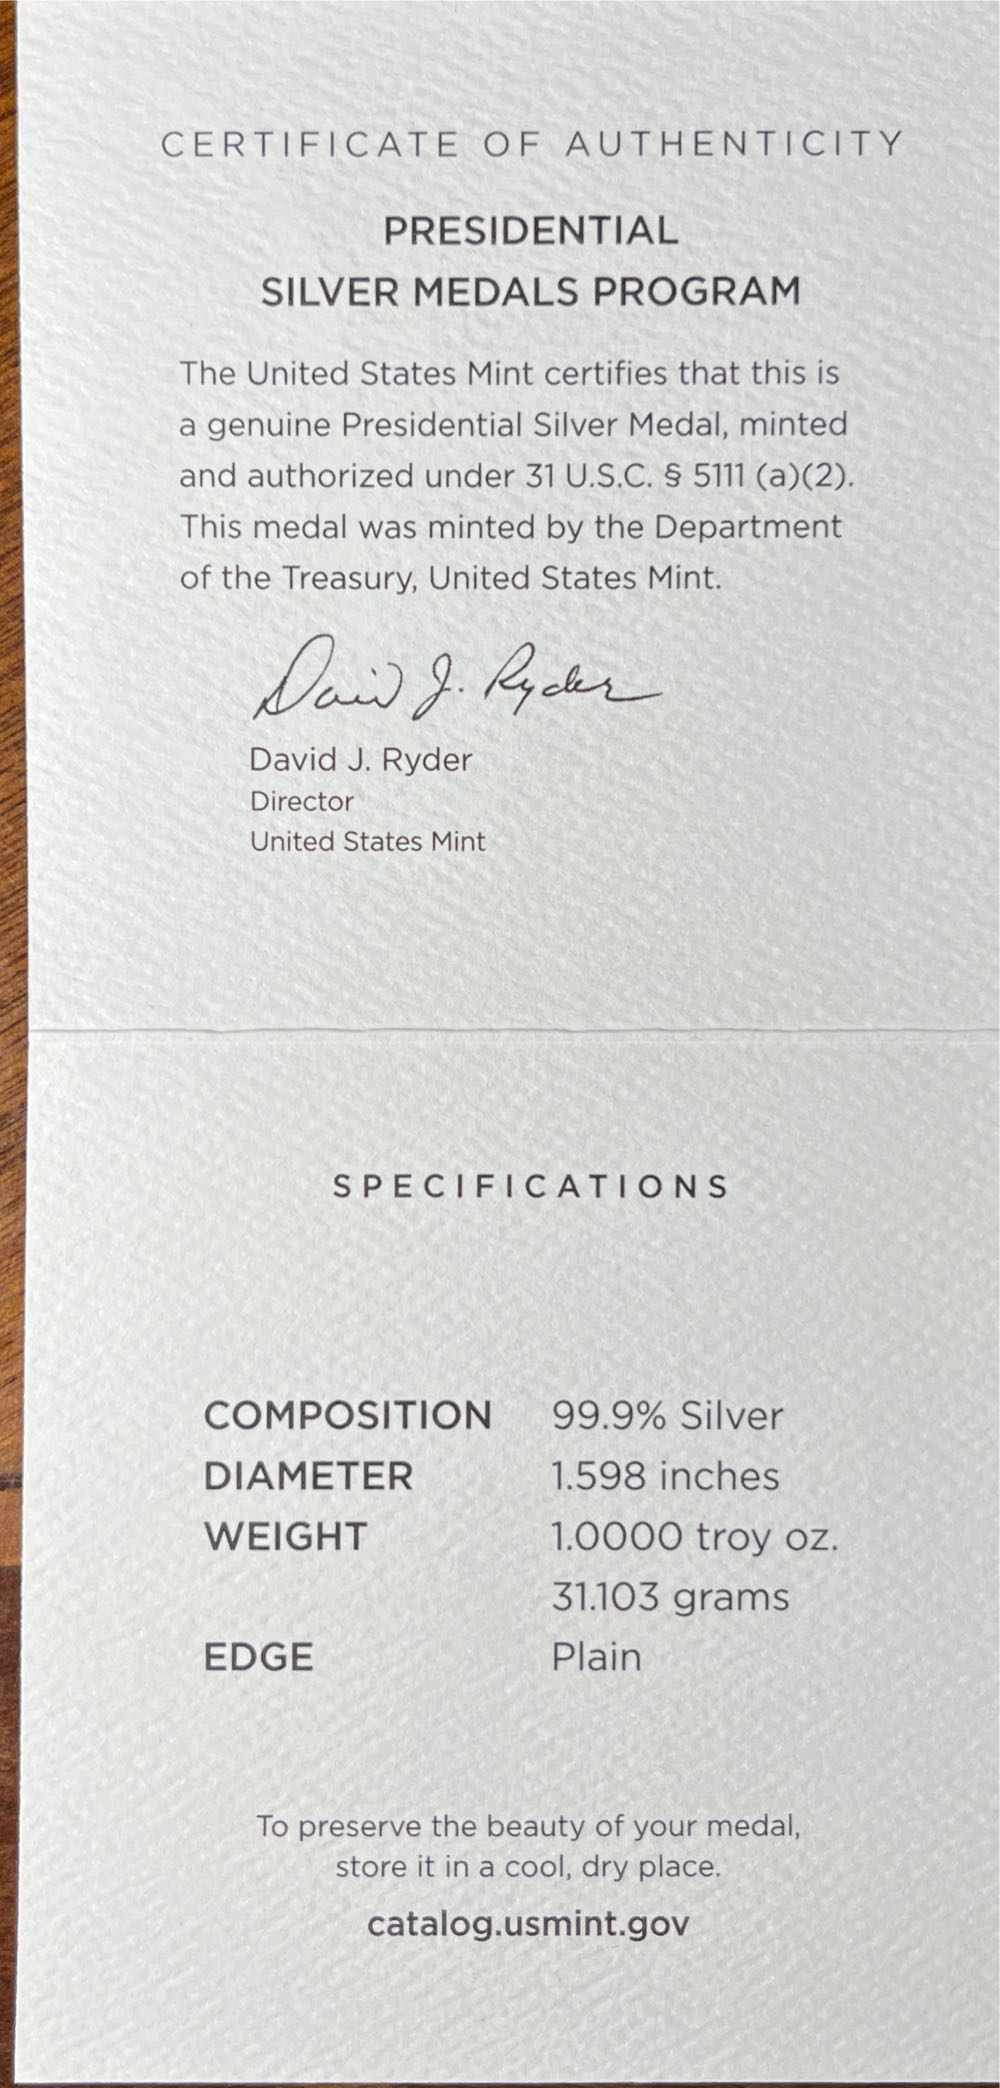 CERTIFICATE OF AUTHENTICITY
PRESIDENTIAL
SILVER MEDALS PROGRAM
The United States Mint certifies that this is
a genuine Presidential Silver Medal, minted
and authorized under 31 U.S.C. § 5111 (a)(2).
This medal was minted by the Department
of the Treasury, United States Mint.
David J. Ryder
David J. Ryder
Director
United States Mint
SPECIFICATIONS
COMPOSITION 99.9% Silver
DIAMETER 1.598 inches
WEIGHT 1.0000 troy oz.
31.103 grams
EDGE Plain
To preserve the beauty of your medal,
store it in a cool, dry place.
catalog.usmint.gov